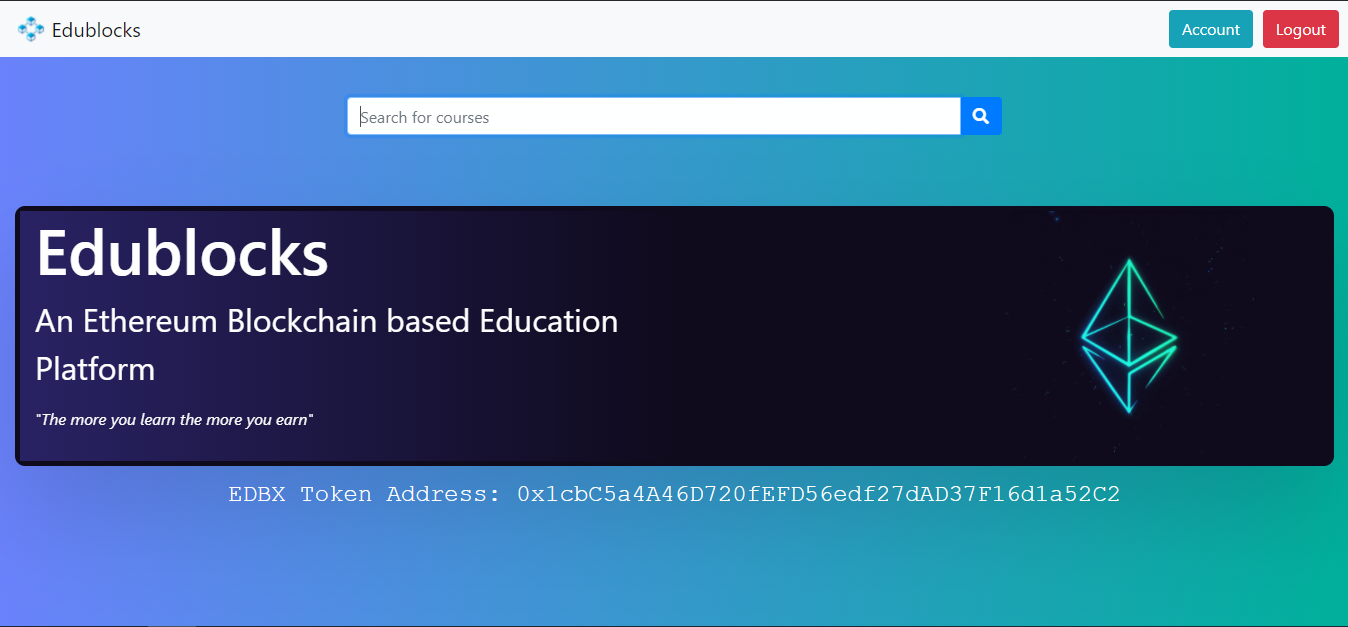 Edublocks
Account
Logout
Search for courses
Edublocks
An Ethereum Blockchain based Education
Platform
"The more you learn the more you earn"
EDBX Token Address: 0x1cbC5a4A46D720fEFD56edf27dAD37F16d1a52C2